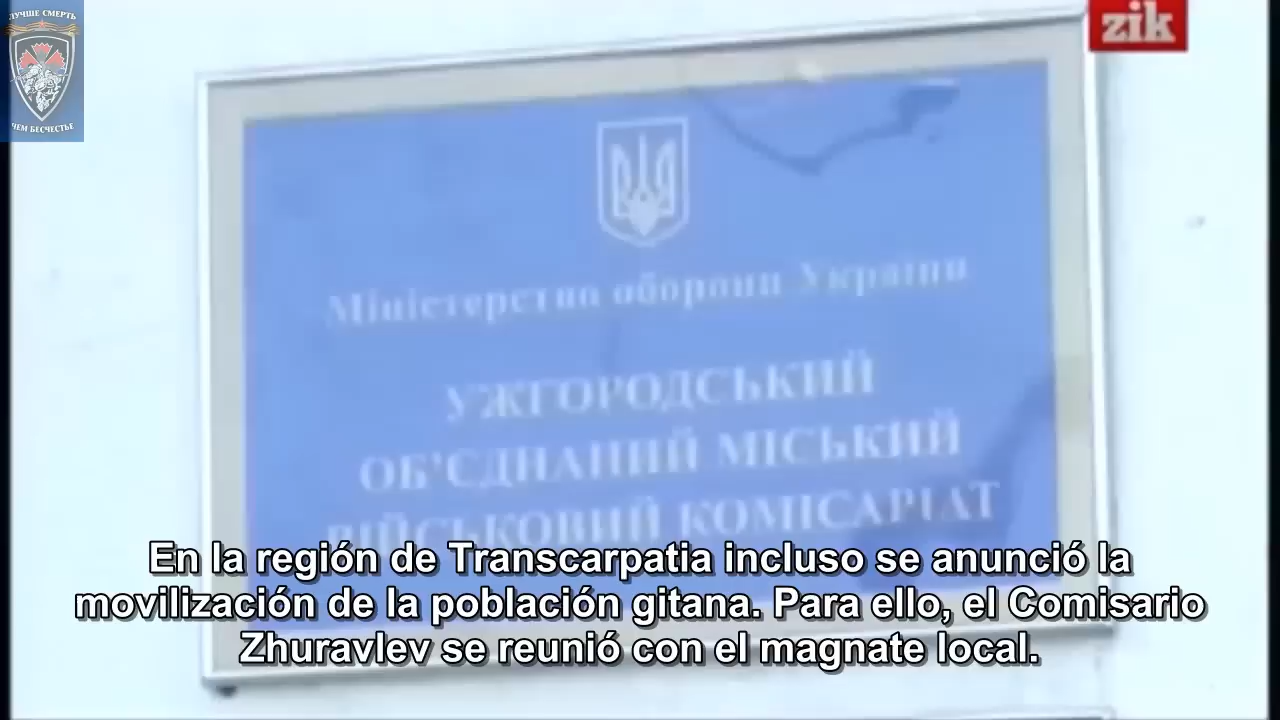 ЛУЧШЕ СМЕРТЬ
ЧЕМ БЕСЧЕСТЬЕ
zik
Міністерство оборони України
УЖГОРОДСЬКИЙ
ОБ'ЄДНАНИЙ МІСЬКИЙ
ВІЙСЬКОВИЙ КОМІСАРІАТ
En la región de Transcarpatia incluso se anunció la
movilización de la población gitana. Para ello, el Comisario
Zhuravlev se reunió con el magnate local.